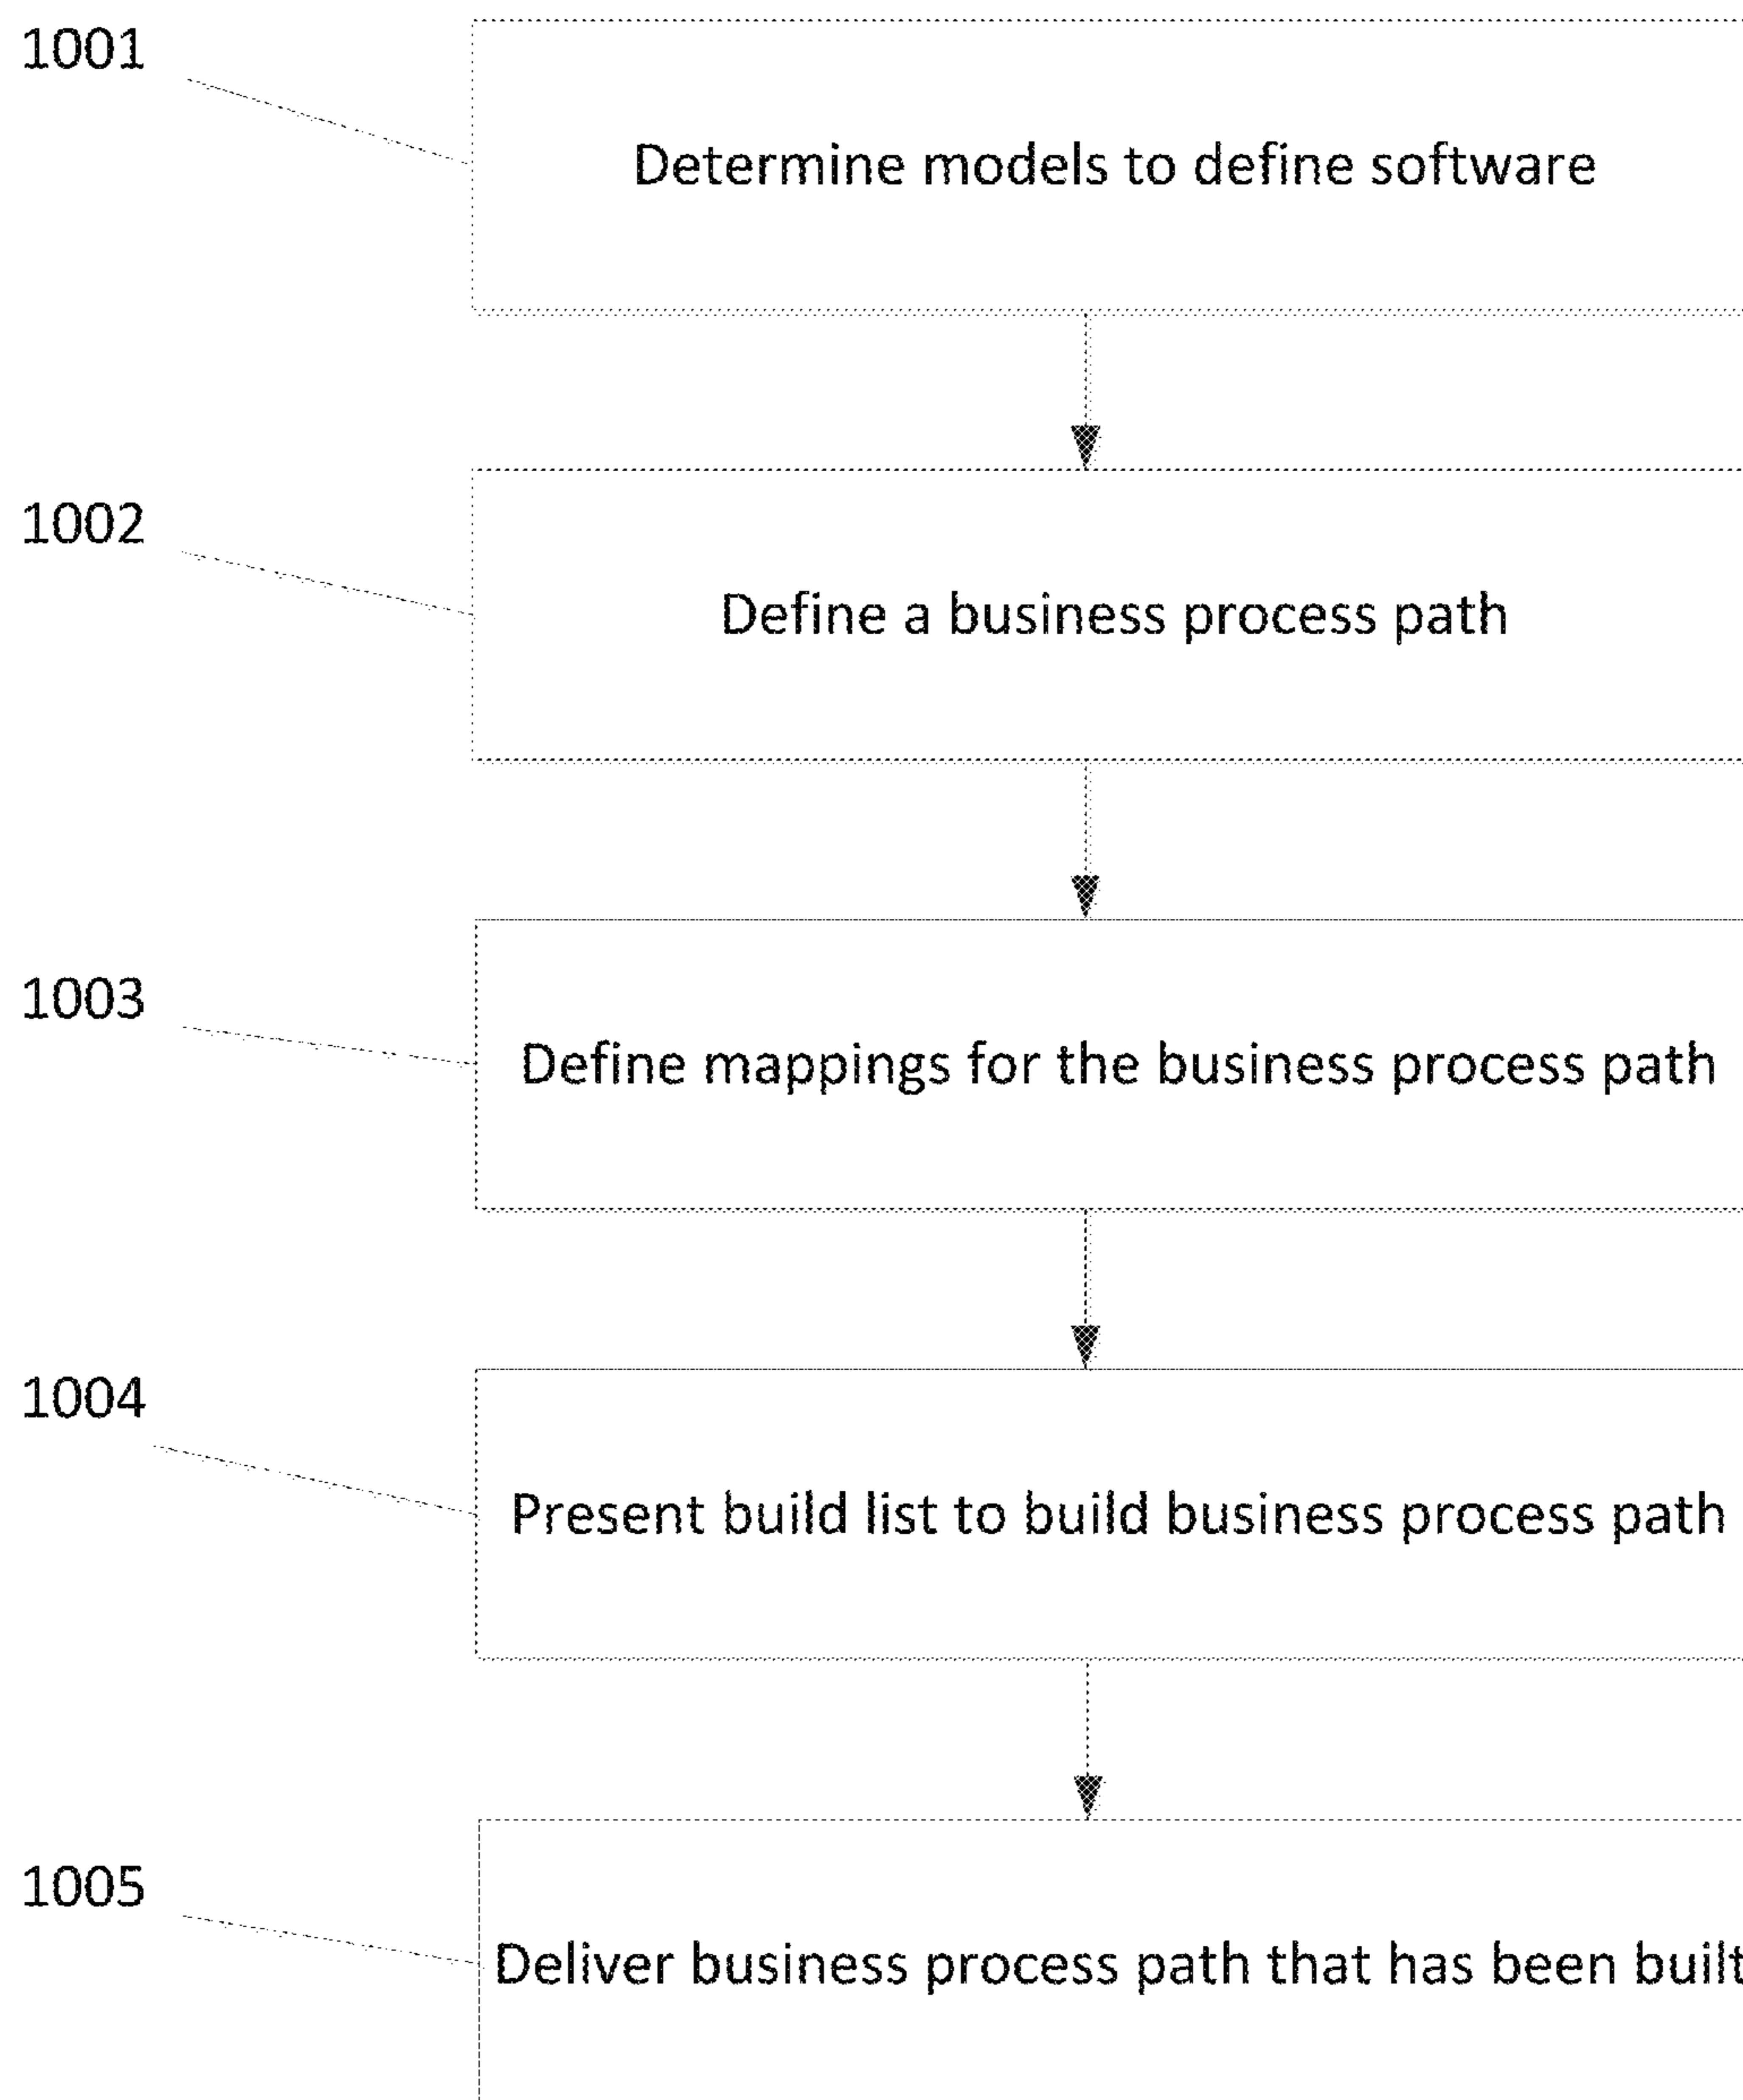 1001
Determine models to define software
1002
Define a business process path
1003
Define mappings for the business process path
1004
Present build list to build business process path
1005
Deliver business process path that has been built